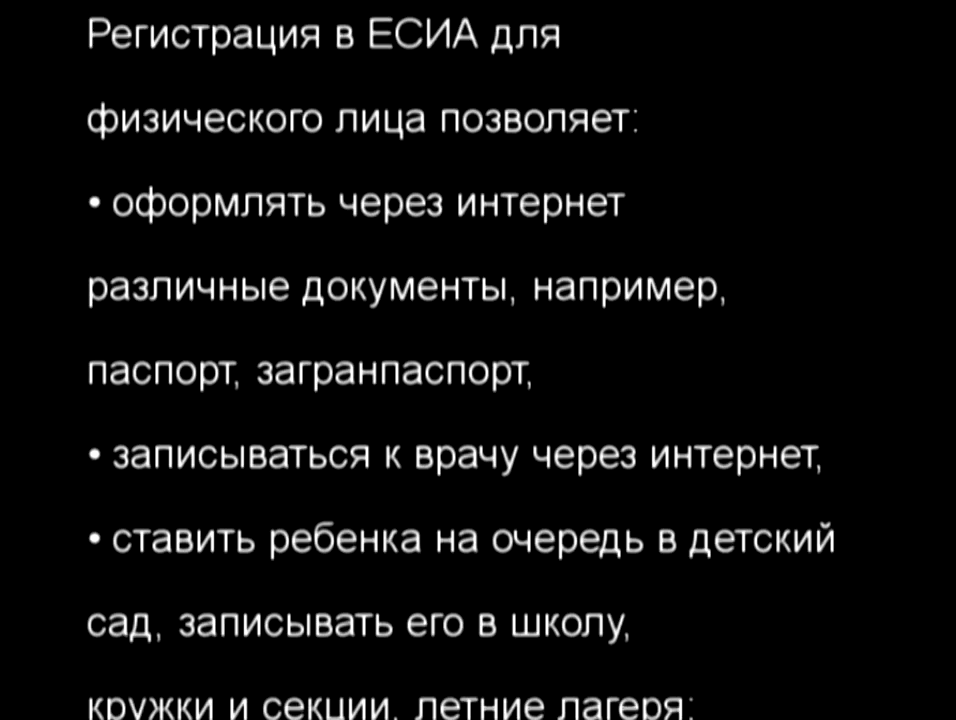 Регистрация в ЕСИА для
физического лица позволяет:
• оформлять через интернет
различные документы, например,
паспорт, загранпаспорт,
• записываться к врачу через интернет,
• ставить ребенка на очередь в детский
сад, записывать его в школу,
кружки и секции, летние лагеря;